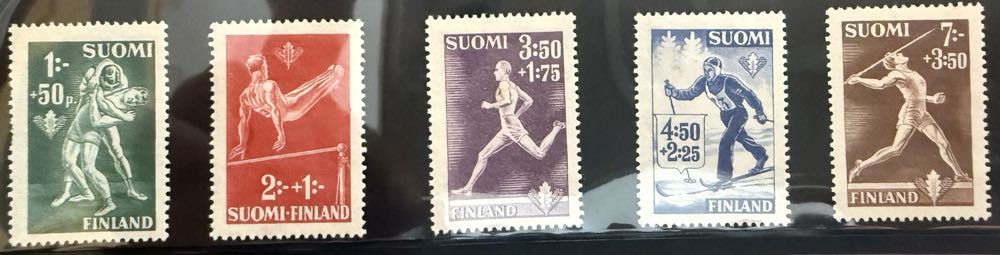 SUOMI
1:-
+50 p.
FINLAND
2:-+1:-
SUOMI-FINLAND
SUOMI
3:50
+1:75
FINLAND
SUOMI
4:50
+2:25
FINLAND
SUOMI
7:-
+3:50
FINLAND